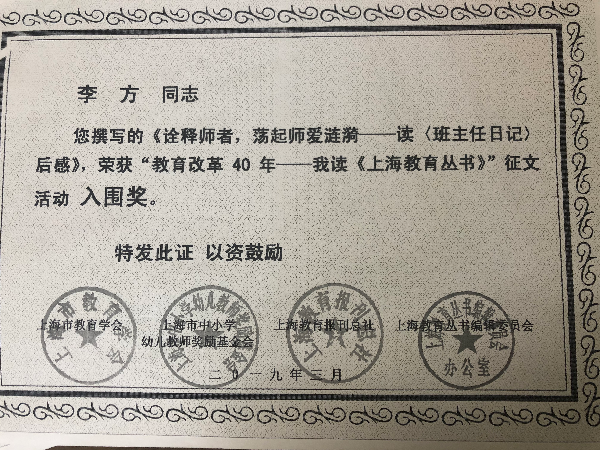 李 方 同志
您撰写的《诠释师者，荡起师爱涟漪——读〈班主任日记〉
后感》，荣获“教育改革 40 年——我读《上海教育丛书》”征文
活动 入围奖。
特发此证 以资鼓励
上海市教育学会 上海市中小学 上海教育报刊总社 上海教育丛书编辑委员会
幼儿教师奖励基金会
办公室
二〇一九年三月